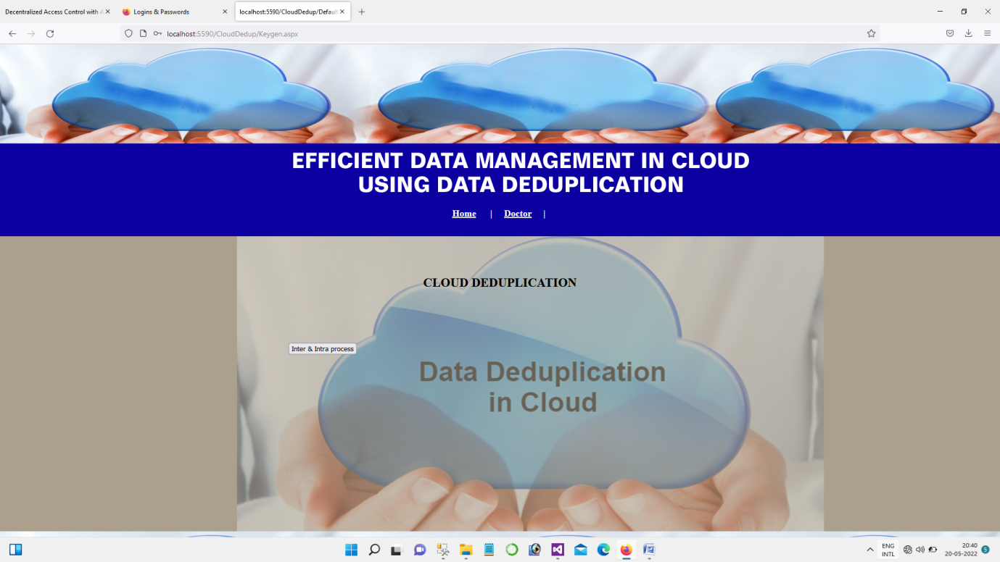 Decentralized Access Control with A
Logins & Passwords
localhost:5590/CloudDedup/Default
localhost:5590/CloudDedup/Keygen.aspx
EFFICIENT DATA MANAGEMENT IN CLOUD
USING DATA DEDUPLICATION
Home | Doctor |
CLOUD DEDUPLICATION
Inter & Intra process
Data Deduplication
in Cloud
ENG
INTL
20:40
20-05-2022
5